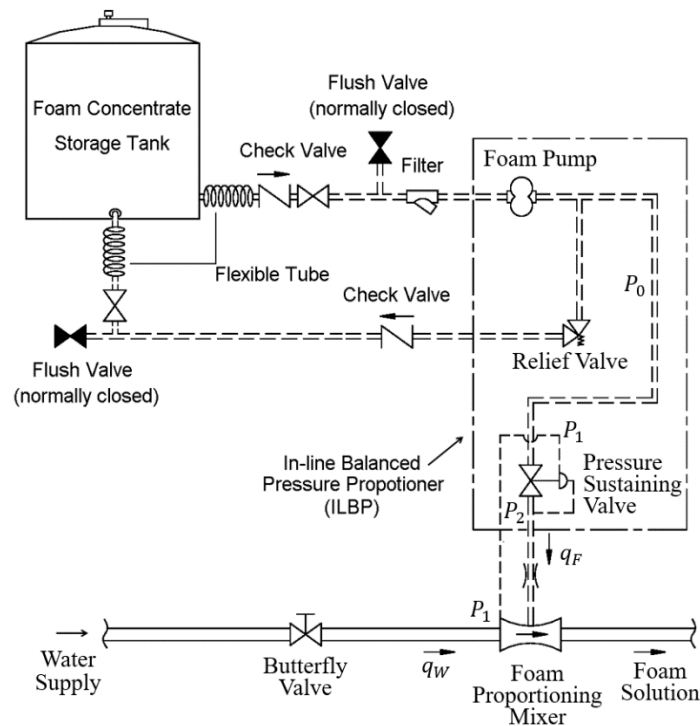 Foam Concentrate
Storage Tank
Flush Valve
(normally closed)
Check Valve
Filter
Foam Pump
Flexible Tube
P₀
Check Valve
Flush Valve
(normally closed)
Relief Valve
P₁
In-line Balanced
Pressure Propotioner
(ILBP)
Pressure
Sustaining
Valve
P₂
q_F
P₁
Water
Supply
Butterfly
Valve
q_W
Foam
Proportioning
Mixer
Foam
Solution